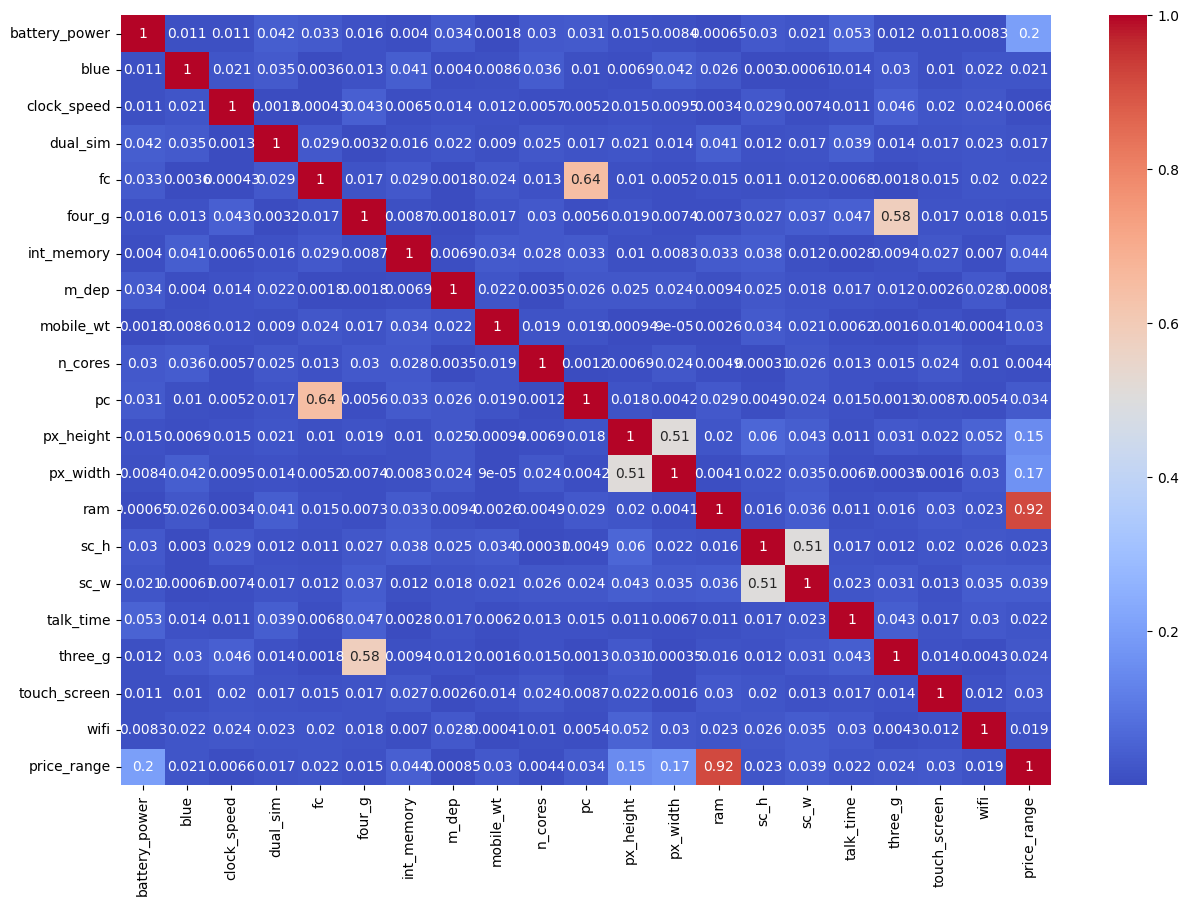 battery_power 1 0.011 0.011 0.042 0.033 0.016 0.004 0.034 0.0018 0.03 0.031 0.015 0.0084 0.00065 0.03 0.021 0.053 0.012 0.011 0.0083 0.2 1.0
blue 0.011 1 0.021 0.035 0.0036 0.013 0.041 0.004 0.0086 0.036 0.01 0.0069 0.042 0.026 0.003 0.00061 0.014 0.03 0.01 0.022 0.021
clock_speed 0.011 0.021 1 0.0013 0.00043 0.043 0.0065 0.014 0.012 0.0057 0.0052 0.015 0.0095 0.0034 0.029 0.0074 0.011 0.046 0.02 0.024 0.0066
dual_sim 0.042 0.035 0.0013 1 0.029 0.0032 0.016 0.022 0.009 0.025 0.017 0.021 0.014 0.041 0.012 0.017 0.039 0.014 0.017 0.023 0.017
0.8
fc 0.033 0.0036 0.00043 0.029 1 0.017 0.029 0.0018 0.024 0.013 0.64 0.01 0.0052 0.015 0.011 0.012 0.0068 0.0018 0.015 0.02 0.022
four_g 0.016 0.013 0.043 0.0032 0.017 1 0.0087 0.0018 0.017 0.03 0.0056 0.019 0.0074 0.0073 0.027 0.037 0.047 0.58 0.017 0.018 0.015
int_memory 0.004 0.041 0.0065 0.016 0.029 0.0087 1 0.0069 0.034 0.028 0.033 0.01 0.0083 0.033 0.038 0.012 0.0028 0.0094 0.027 0.007 0.044
m_dep 0.034 0.004 0.014 0.022 0.0018 0.0018 0.0069 1 0.022 0.0035 0.026 0.025 0.024 0.0094 0.025 0.018 0.017 0.012 0.0026 0.028 0.00085
mobile_wt 0.0018 0.0086 0.012 0.009 0.024 0.017 0.034 0.022 1 0.019 0.019 0.00094 9e-05 0.0026 0.034 0.021 0.0062 0.0016 0.014 0.00041 0.03 0.6
n_cores 0.03 0.036 0.0057 0.025 0.013 0.03 0.028 0.0035 0.019 1 0.0012 0.0069 0.024 0.0049 0.00031 0.026 0.013 0.015 0.024 0.01 0.0044
pc 0.031 0.01 0.0052 0.017 0.64 0.0056 0.033 0.026 0.019 0.0012 1 0.018 0.0042 0.029 0.0049 0.024 0.015 0.0013 0.0087 0.0054 0.034
px_height 0.015 0.0069 0.015 0.021 0.01 0.019 0.01 0.025 0.00094 0.0069 0.018 1 0.51 0.02 0.06 0.043 0.011 0.031 0.022 0.052 0.15
px_width 0.0084 0.042 0.0095 0.014 0.0052 0.0074 0.0083 0.024 9e-05 0.024 0.0042 0.51 1 0.0041 0.022 0.035 0.0067 0.00035 0.0016 0.03 0.17
0.4
ram 0.00065 0.026 0.0034 0.041 0.015 0.0073 0.033 0.0094 0.0026 0.0049 0.029 0.02 0.0041 1 0.016 0.036 0.011 0.016 0.03 0.023 0.92
sc_h 0.03 0.003 0.029 0.012 0.011 0.027 0.038 0.025 0.034 0.00031 0.0049 0.06 0.022 0.016 1 0.51 0.017 0.012 0.02 0.026 0.023
sc_w 0.021 0.00061 0.0074 0.017 0.012 0.037 0.012 0.018 0.021 0.026 0.024 0.043 0.035 0.036 0.51 1 0.023 0.031 0.013 0.035 0.039
talk_time 0.053 0.014 0.011 0.039 0.0068 0.047 0.0028 0.017 0.0062 0.013 0.015 0.011 0.0067 0.011 0.017 0.023 1 0.043 0.017 0.03 0.022
three_g 0.012 0.03 0.046 0.014 0.0018 0.58 0.0094 0.012 0.0016 0.015 0.0013 0.031 0.00035 0.016 0.012 0.031 0.043 1 0.014 0.0043 0.024 0.2
touch_screen 0.011 0.01 0.02 0.017 0.015 0.017 0.027 0.0026 0.014 0.024 0.0087 0.022 0.0016 0.03 0.02 0.013 0.017 0.014 1 0.012 0.03
wifi 0.0083 0.022 0.024 0.023 0.02 0.018 0.007 0.028 0.00041 0.01 0.0054 0.052 0.03 0.023 0.026 0.035 0.03 0.0043 0.012 1 0.019
price_range 0.2 0.021 0.0066 0.017 0.022 0.015 0.044 0.00085 0.03 0.0044 0.034 0.15 0.17 0.92 0.023 0.039 0.022 0.024 0.03 0.019 1
battery_power blue clock_speed dual_sim fc four_g int_memory m_dep mobile_wt n_cores pc px_height px_width ram sc_h sc_w talk_time three_g touch_screen wifi price_range